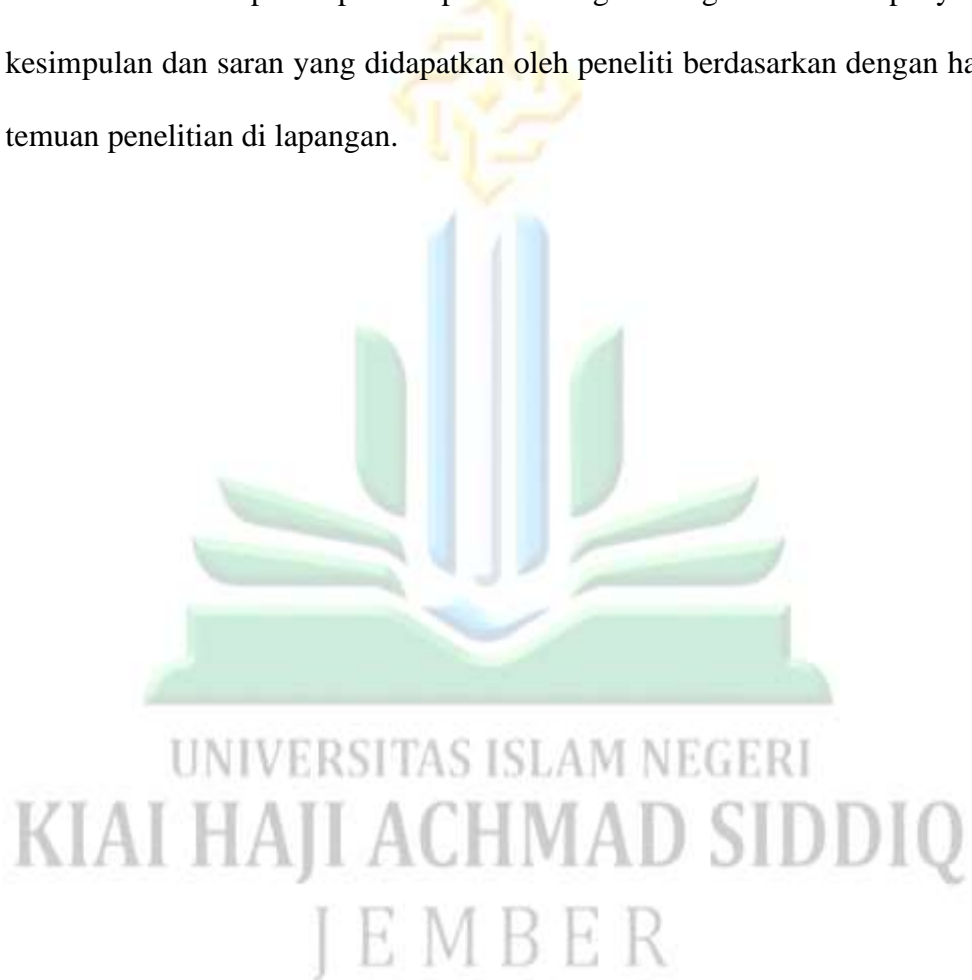 kesimpulan dan saran yang didapatkan oleh peneliti berdasarkan dengan ha
temuan penelitian di lapangan.
UNIVERSITAS ISLAM NEGERI
KIAI HAJI ACHMAD SIDDIQ
JEMBER